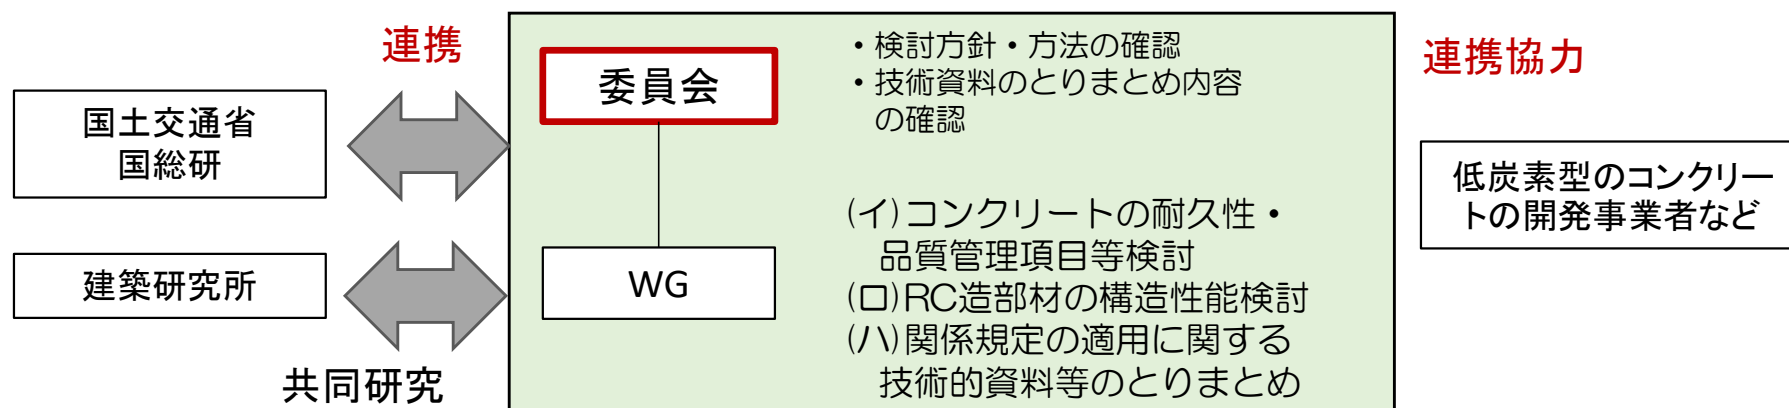 連携
国土交通省
国総研
建築研究所
共同研究
委員会
WG
・検討方針・方法の確認
・技術資料のとりまとめ内容
の確認
(イ)コンクリートの耐久性・
品質管理項目等検討
(ロ)RC造部材の構造性能検討
(ハ)関係規定の適用に関する
技術的資料等のとりまとめ
連携協力
低炭素型のコンクリー
トの開発事業者など